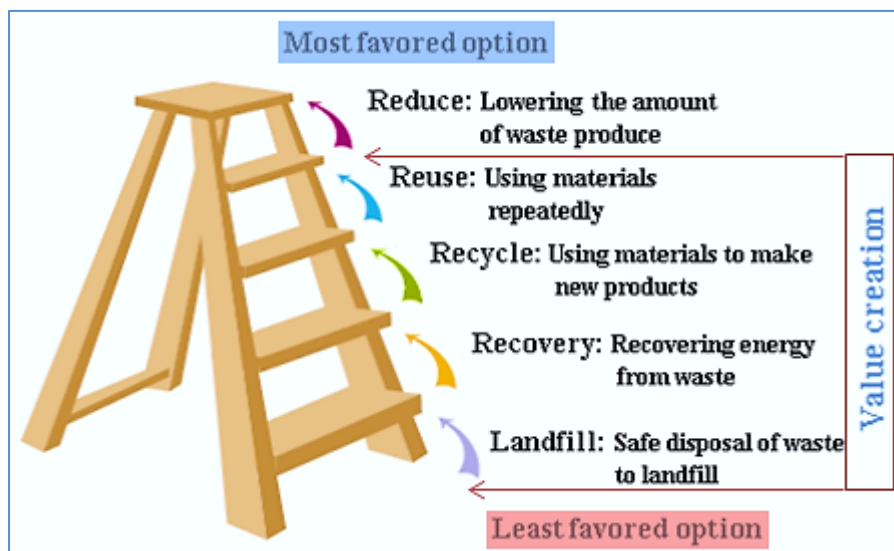 Most favored option
Reduce: Lowering the amount
of waste produce
Reuse: Using materials
repeatedly
Recycle: Using materials to make
new products
Recovery: Recovering energy
from waste
Landfill: Safe disposal of waste
to landfill
Least favored option
Value creation